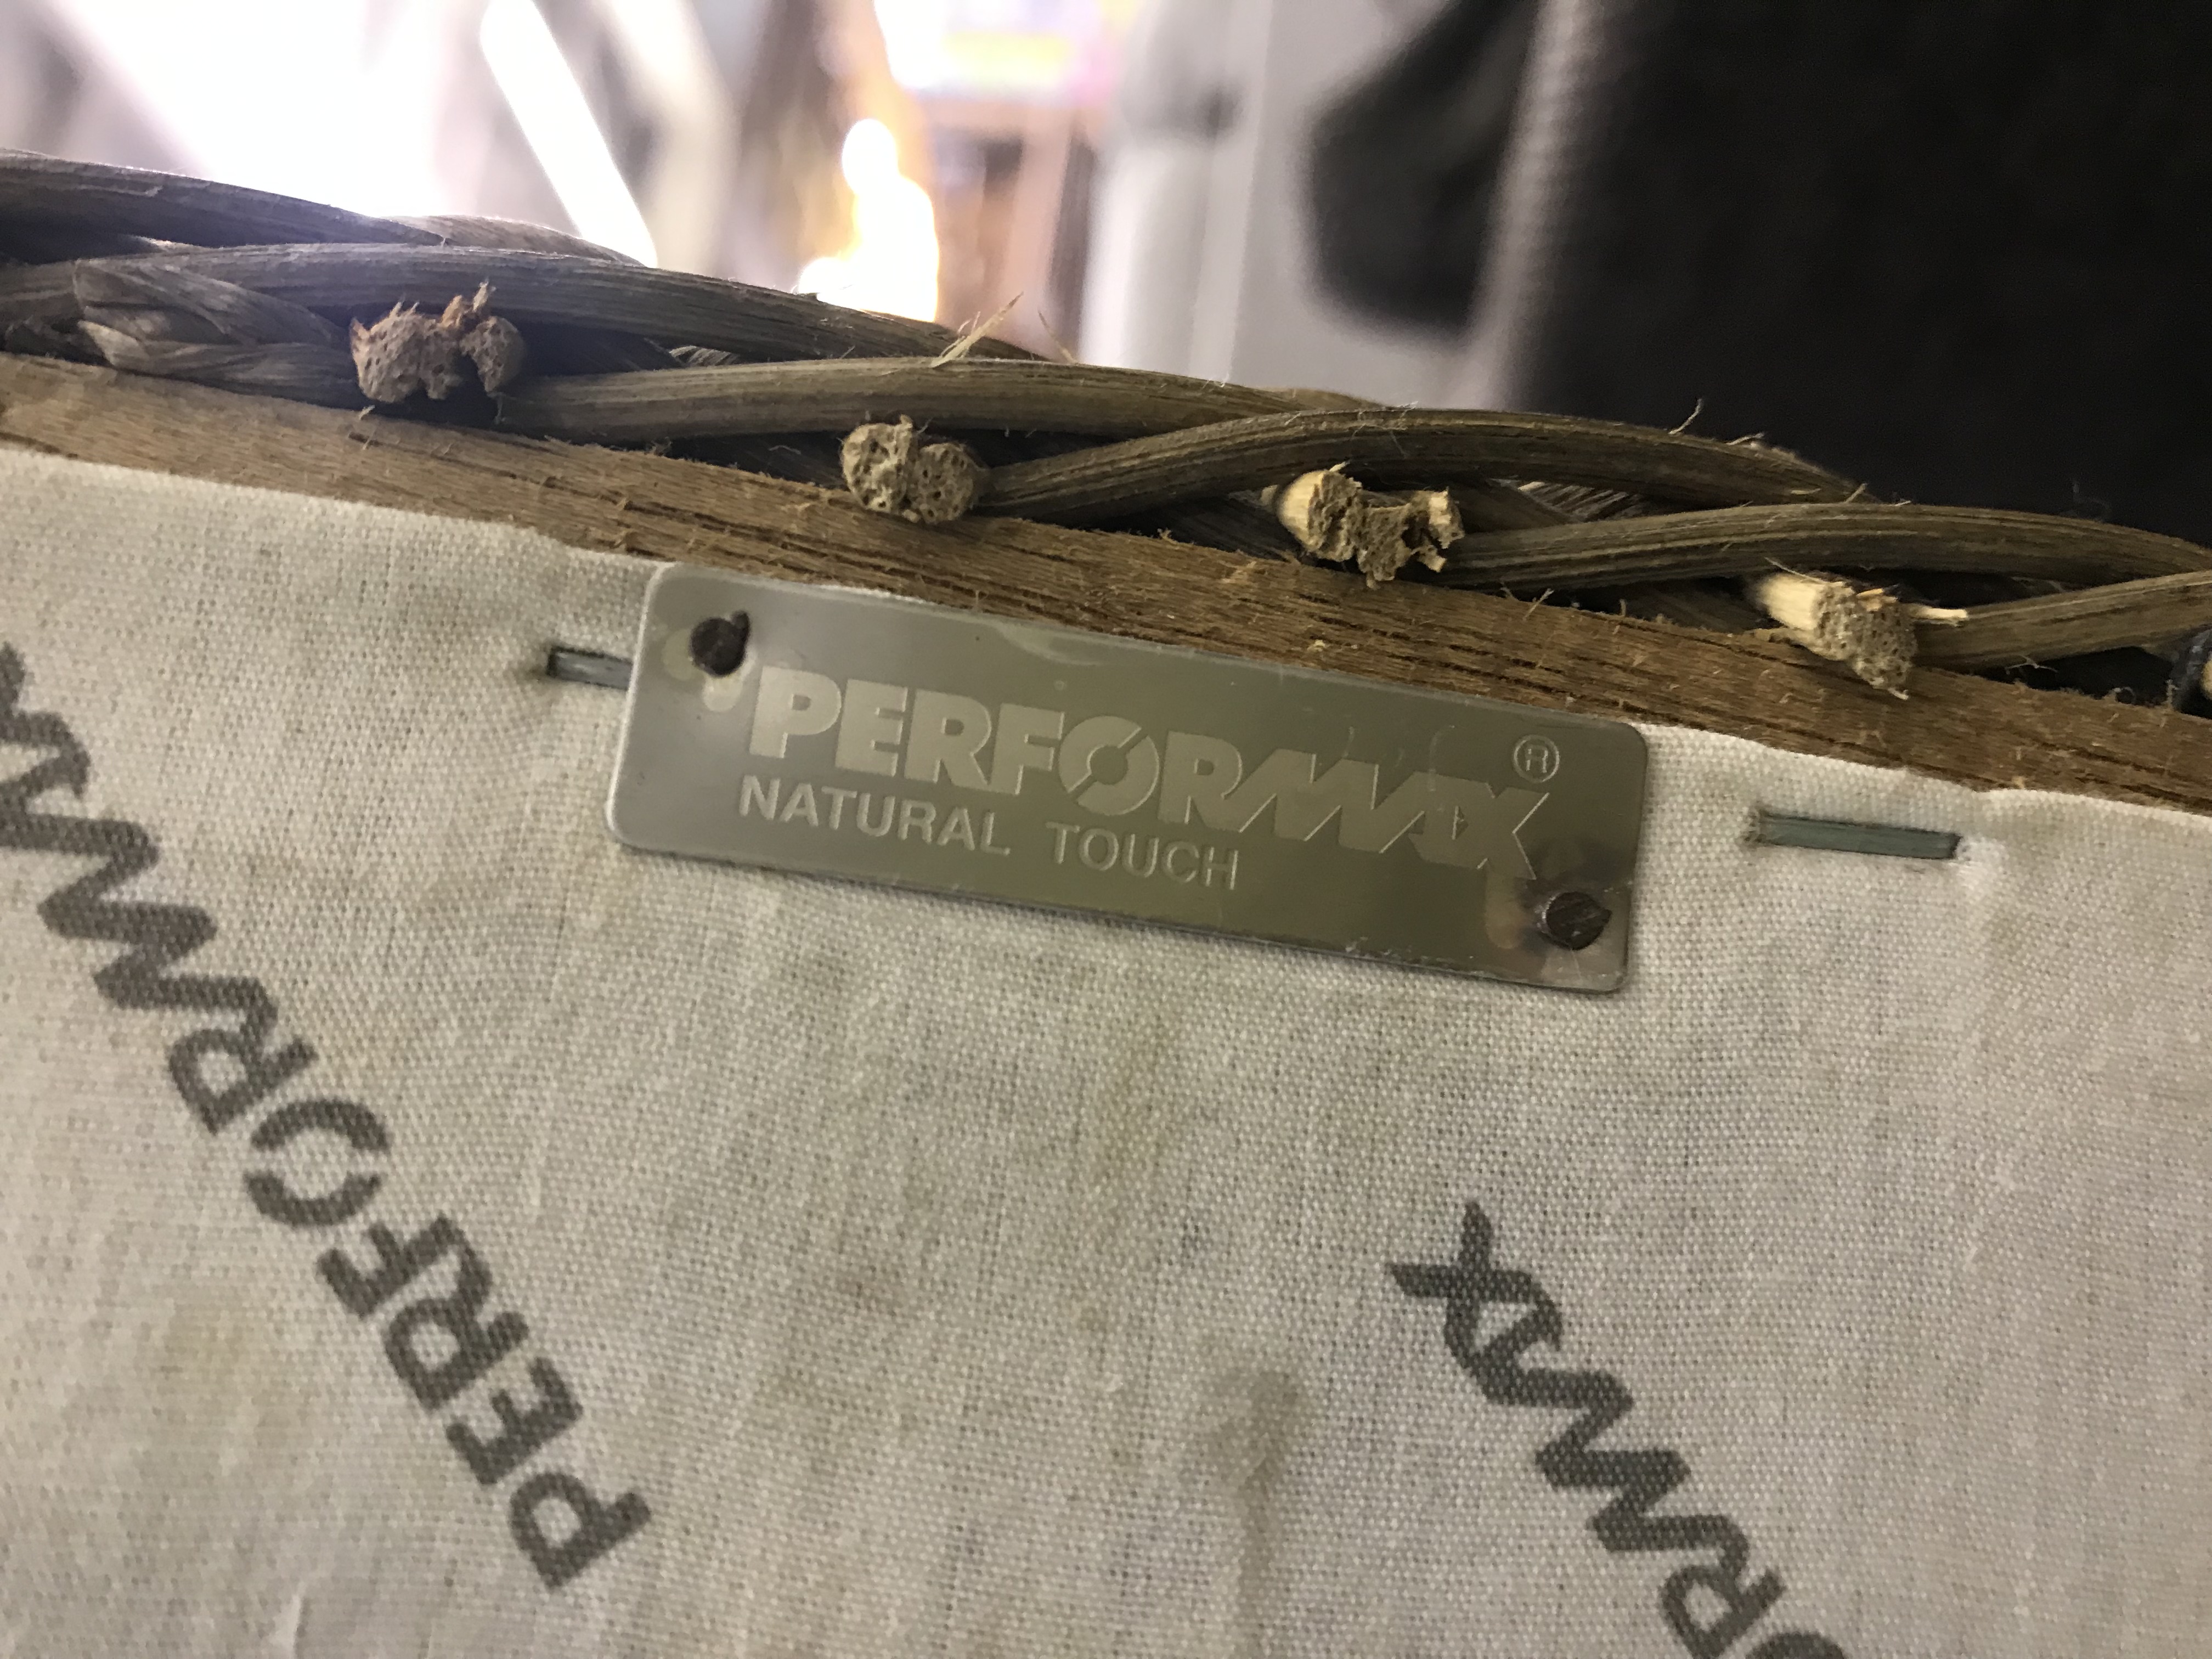 PERFORMAX®
NATURAL TOUCH
PERFORMAX
PERFORMAX